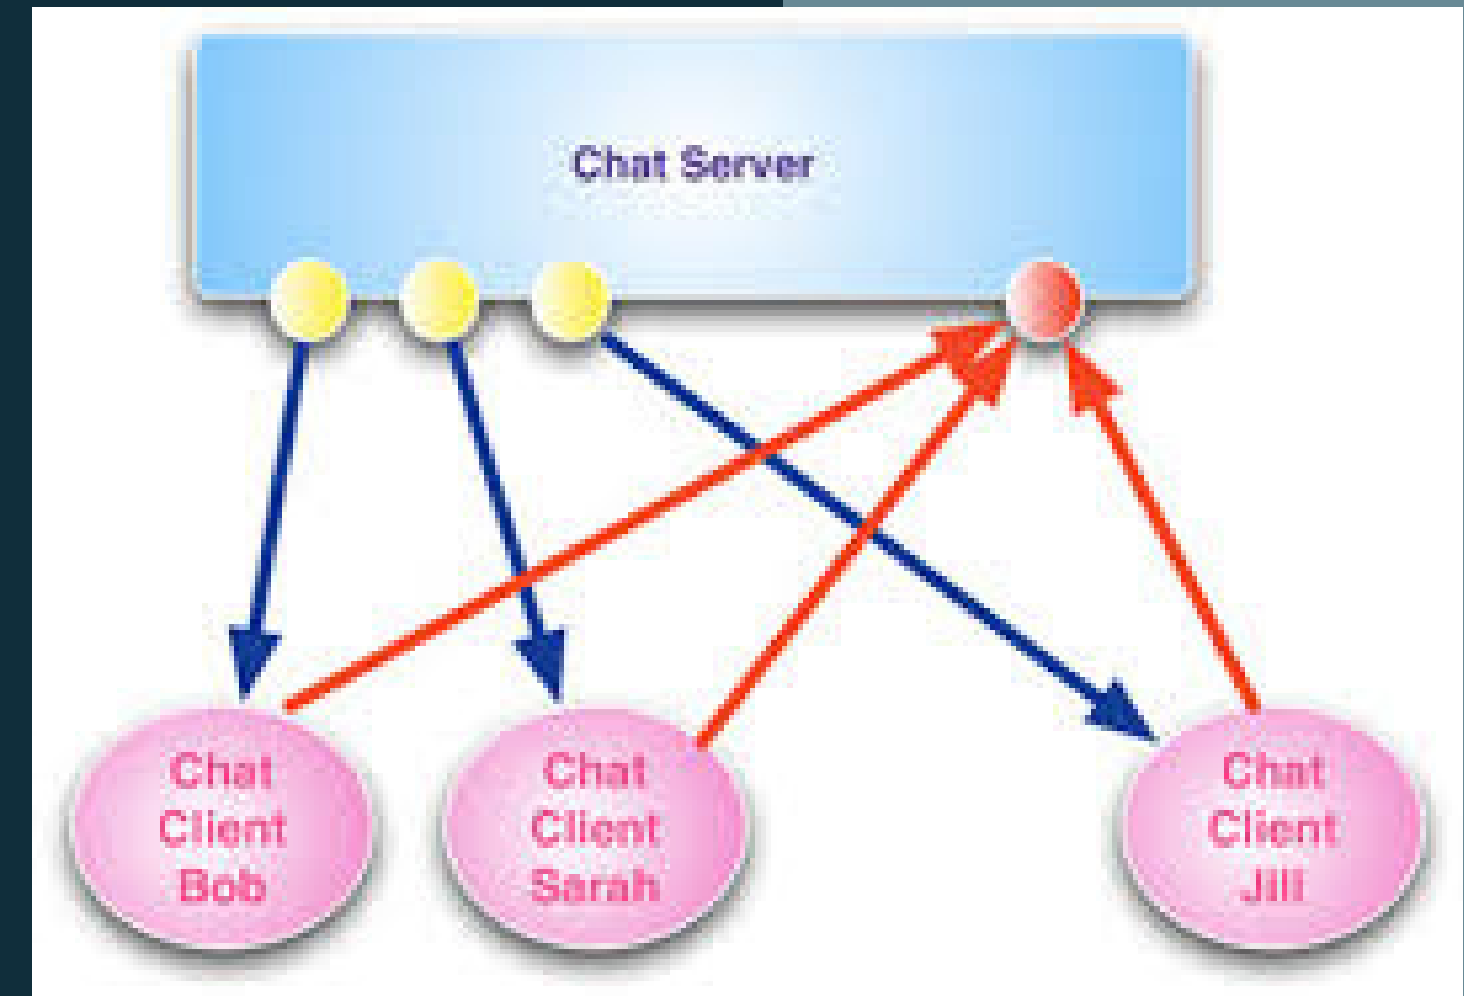 Chat Server
Chat
Client
Bob
Chat
Client
Sarah
Chat
Client
Jill